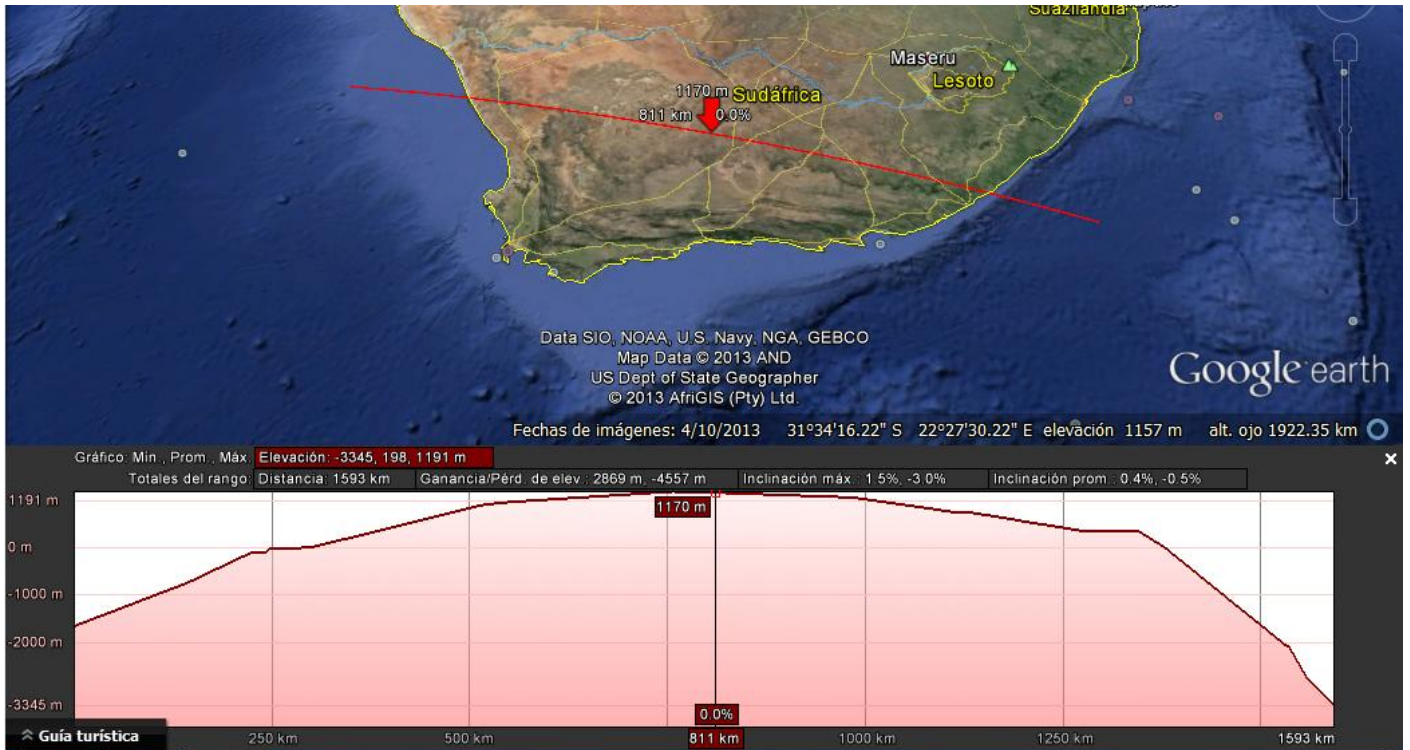 Suazilandia
Maseru
Lesoto
1170 m
Sudáfrica
811 km
0.0%
Data SIO, NOAA, U.S. Navy, NGA, GEBCO
Map Data © 2013 AND
US Dept of State Geographer
© 2013 AfriGIS (Pty) Ltd.
Google earth
Fechas de imágenes: 4/10/2013 31°34'16.22" S 22°27'30.22" E elevación 1157 m alt. ojo 1922.35 km
Gráfico: Mín., Prom., Máx. Elevación: -3345, 198, 1191 m
Totales del rango: Distancia: 1593 km Ganancia/Pérd. de elev.: 2869 m, -4557 m Inclinación máx.: 1.5%, -3.0% Inclinación prom.: 0.4%, -0.5%
1191 m
1170 m
0 m
-1000 m
-2000 m
-3345 m
0.0%
Guía turística
250 km
500 km
811 km
1000 km
1250 km
1593 km